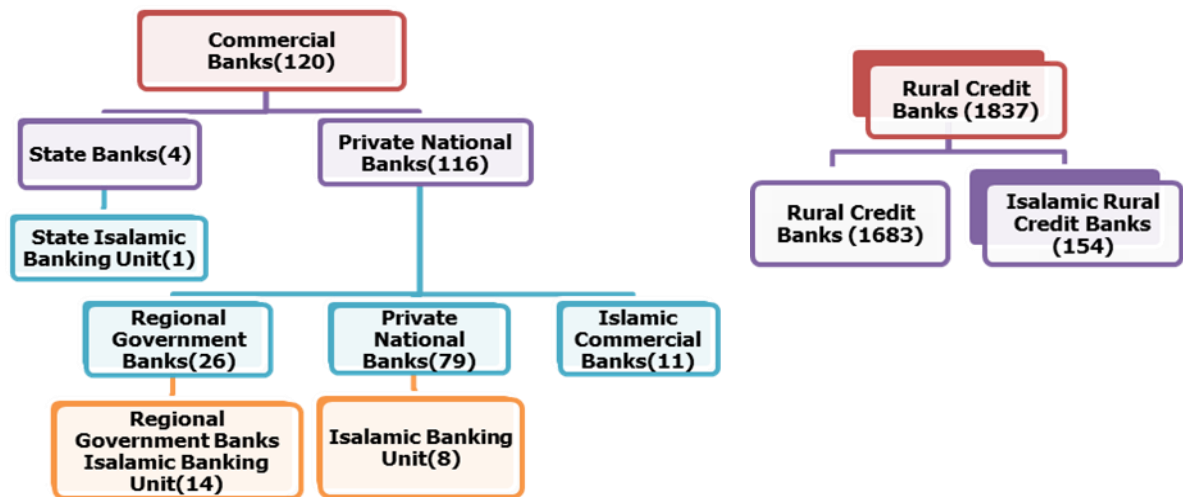 Commercial
Banks(120)
State Banks(4)
Private National
Banks(116)
State Isalamic
Banking Unit(1)
Regional
Government
Banks(26)
Private
National
Banks(79)
Islamic
Commercial
Banks(11)
Regional
Government Banks
Isalamic Banking
Unit(14)
Isalamic Banking
Unit(8)
Rural Credit
Banks (1837)
Rural Credit
Banks (1683)
Isalamic Rural
Credit Banks
(154)